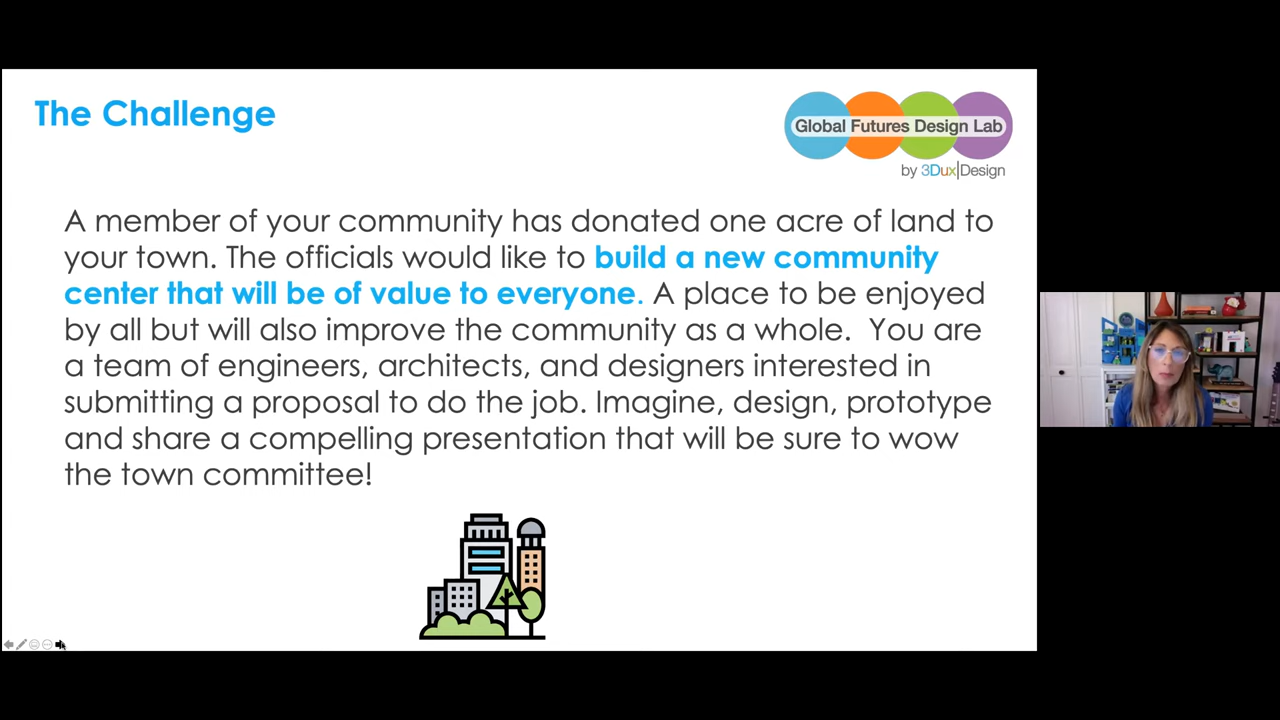 The Challenge
Global Futures Design Lab
by 3Dux|Design
A member of your community has donated one acre of land to
your town. The officials would like to build a new community
center that will be of value to everyone. A place to be enjoyed
by all but will also improve the community as a whole.  You are
a team of engineers, architects, and designers interested in
submitting a proposal to do the job. Imagine, design, prototype
and share a compelling presentation that will be sure to wow
the town committee!